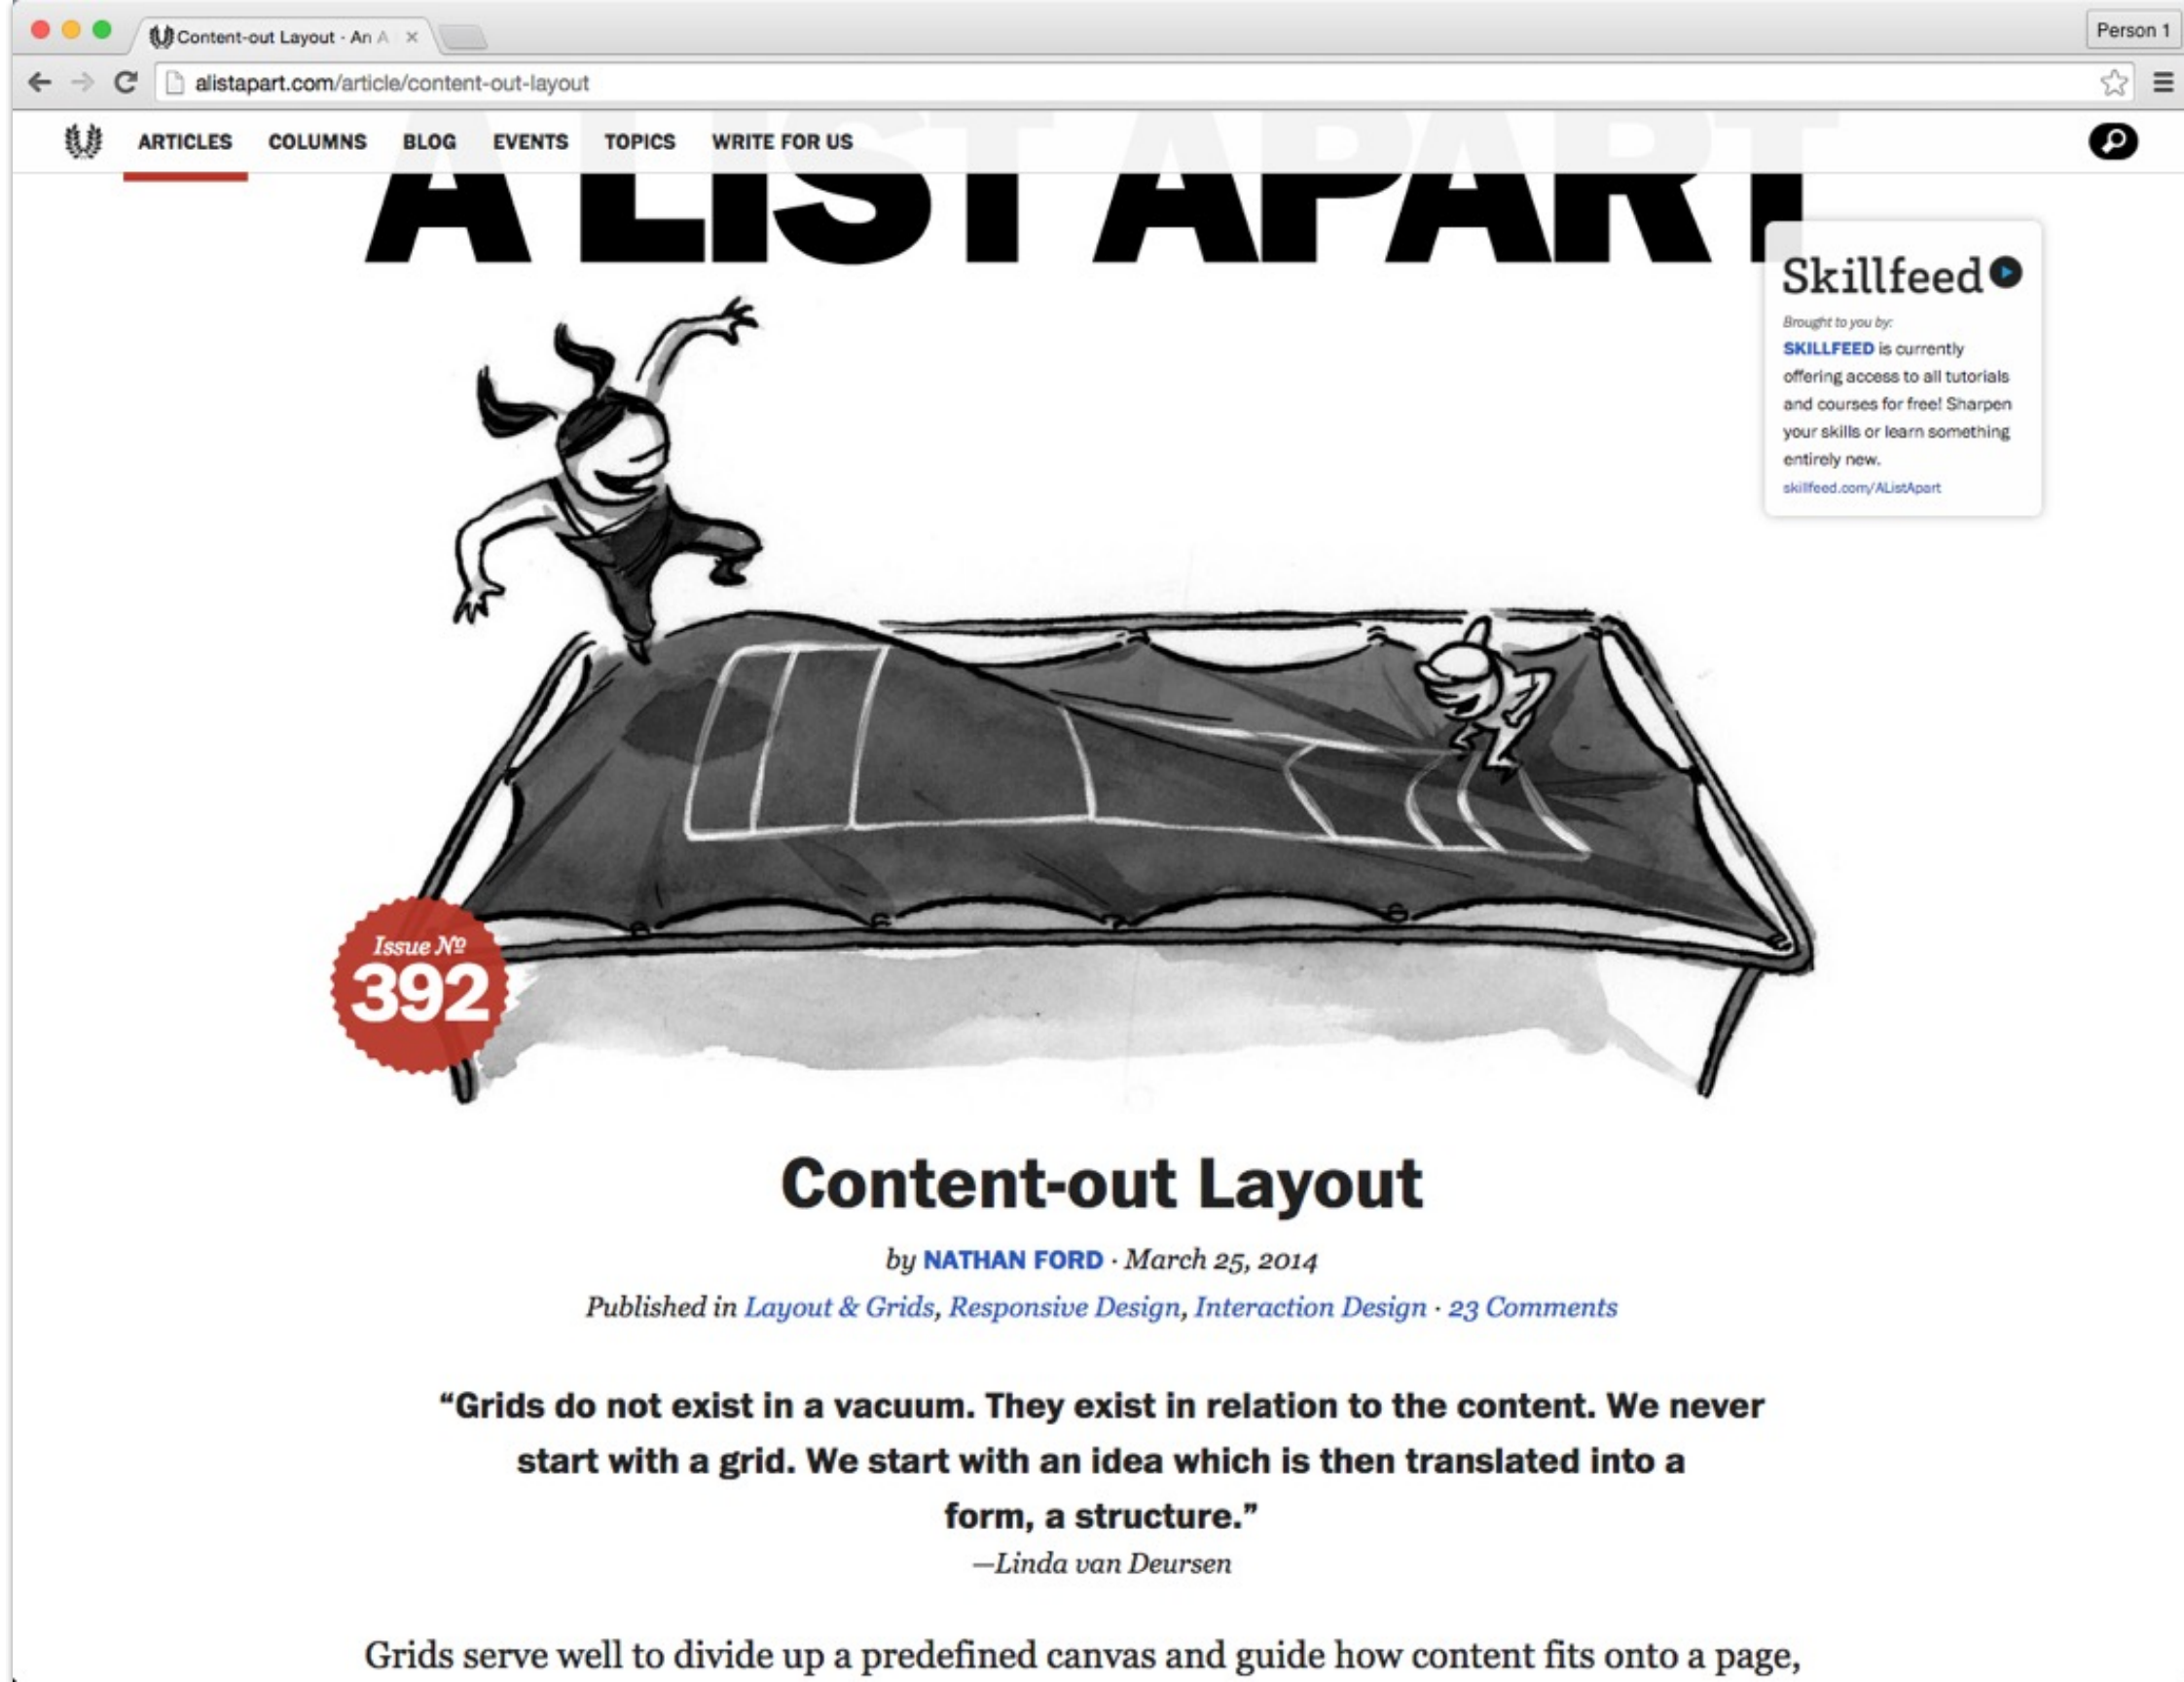 Content-out Layout - An A
Person 1
alistapart.com/article/content-out-layout
ARTICLES COLUMNS BLOG EVENTS TOPICS WRITE FOR US
A LIST APART
Skillfeed
Brought to you by:
SKILLFEED is currently
offering access to all tutorials
and courses for free! Sharpen
your skills or learn something
entirely new.
skillfeed.com/AListApart
Issue Nº
392
Content-out Layout
by NATHAN FORD · March 25, 2014
Published in Layout & Grids, Responsive Design, Interaction Design · 23 Comments
“Grids do not exist in a vacuum. They exist in relation to the content. We never
start with a grid. We start with an idea which is then translated into a
form, a structure.”
—Linda van Deursen
Grids serve well to divide up a predefined canvas and guide how content fits onto a page,